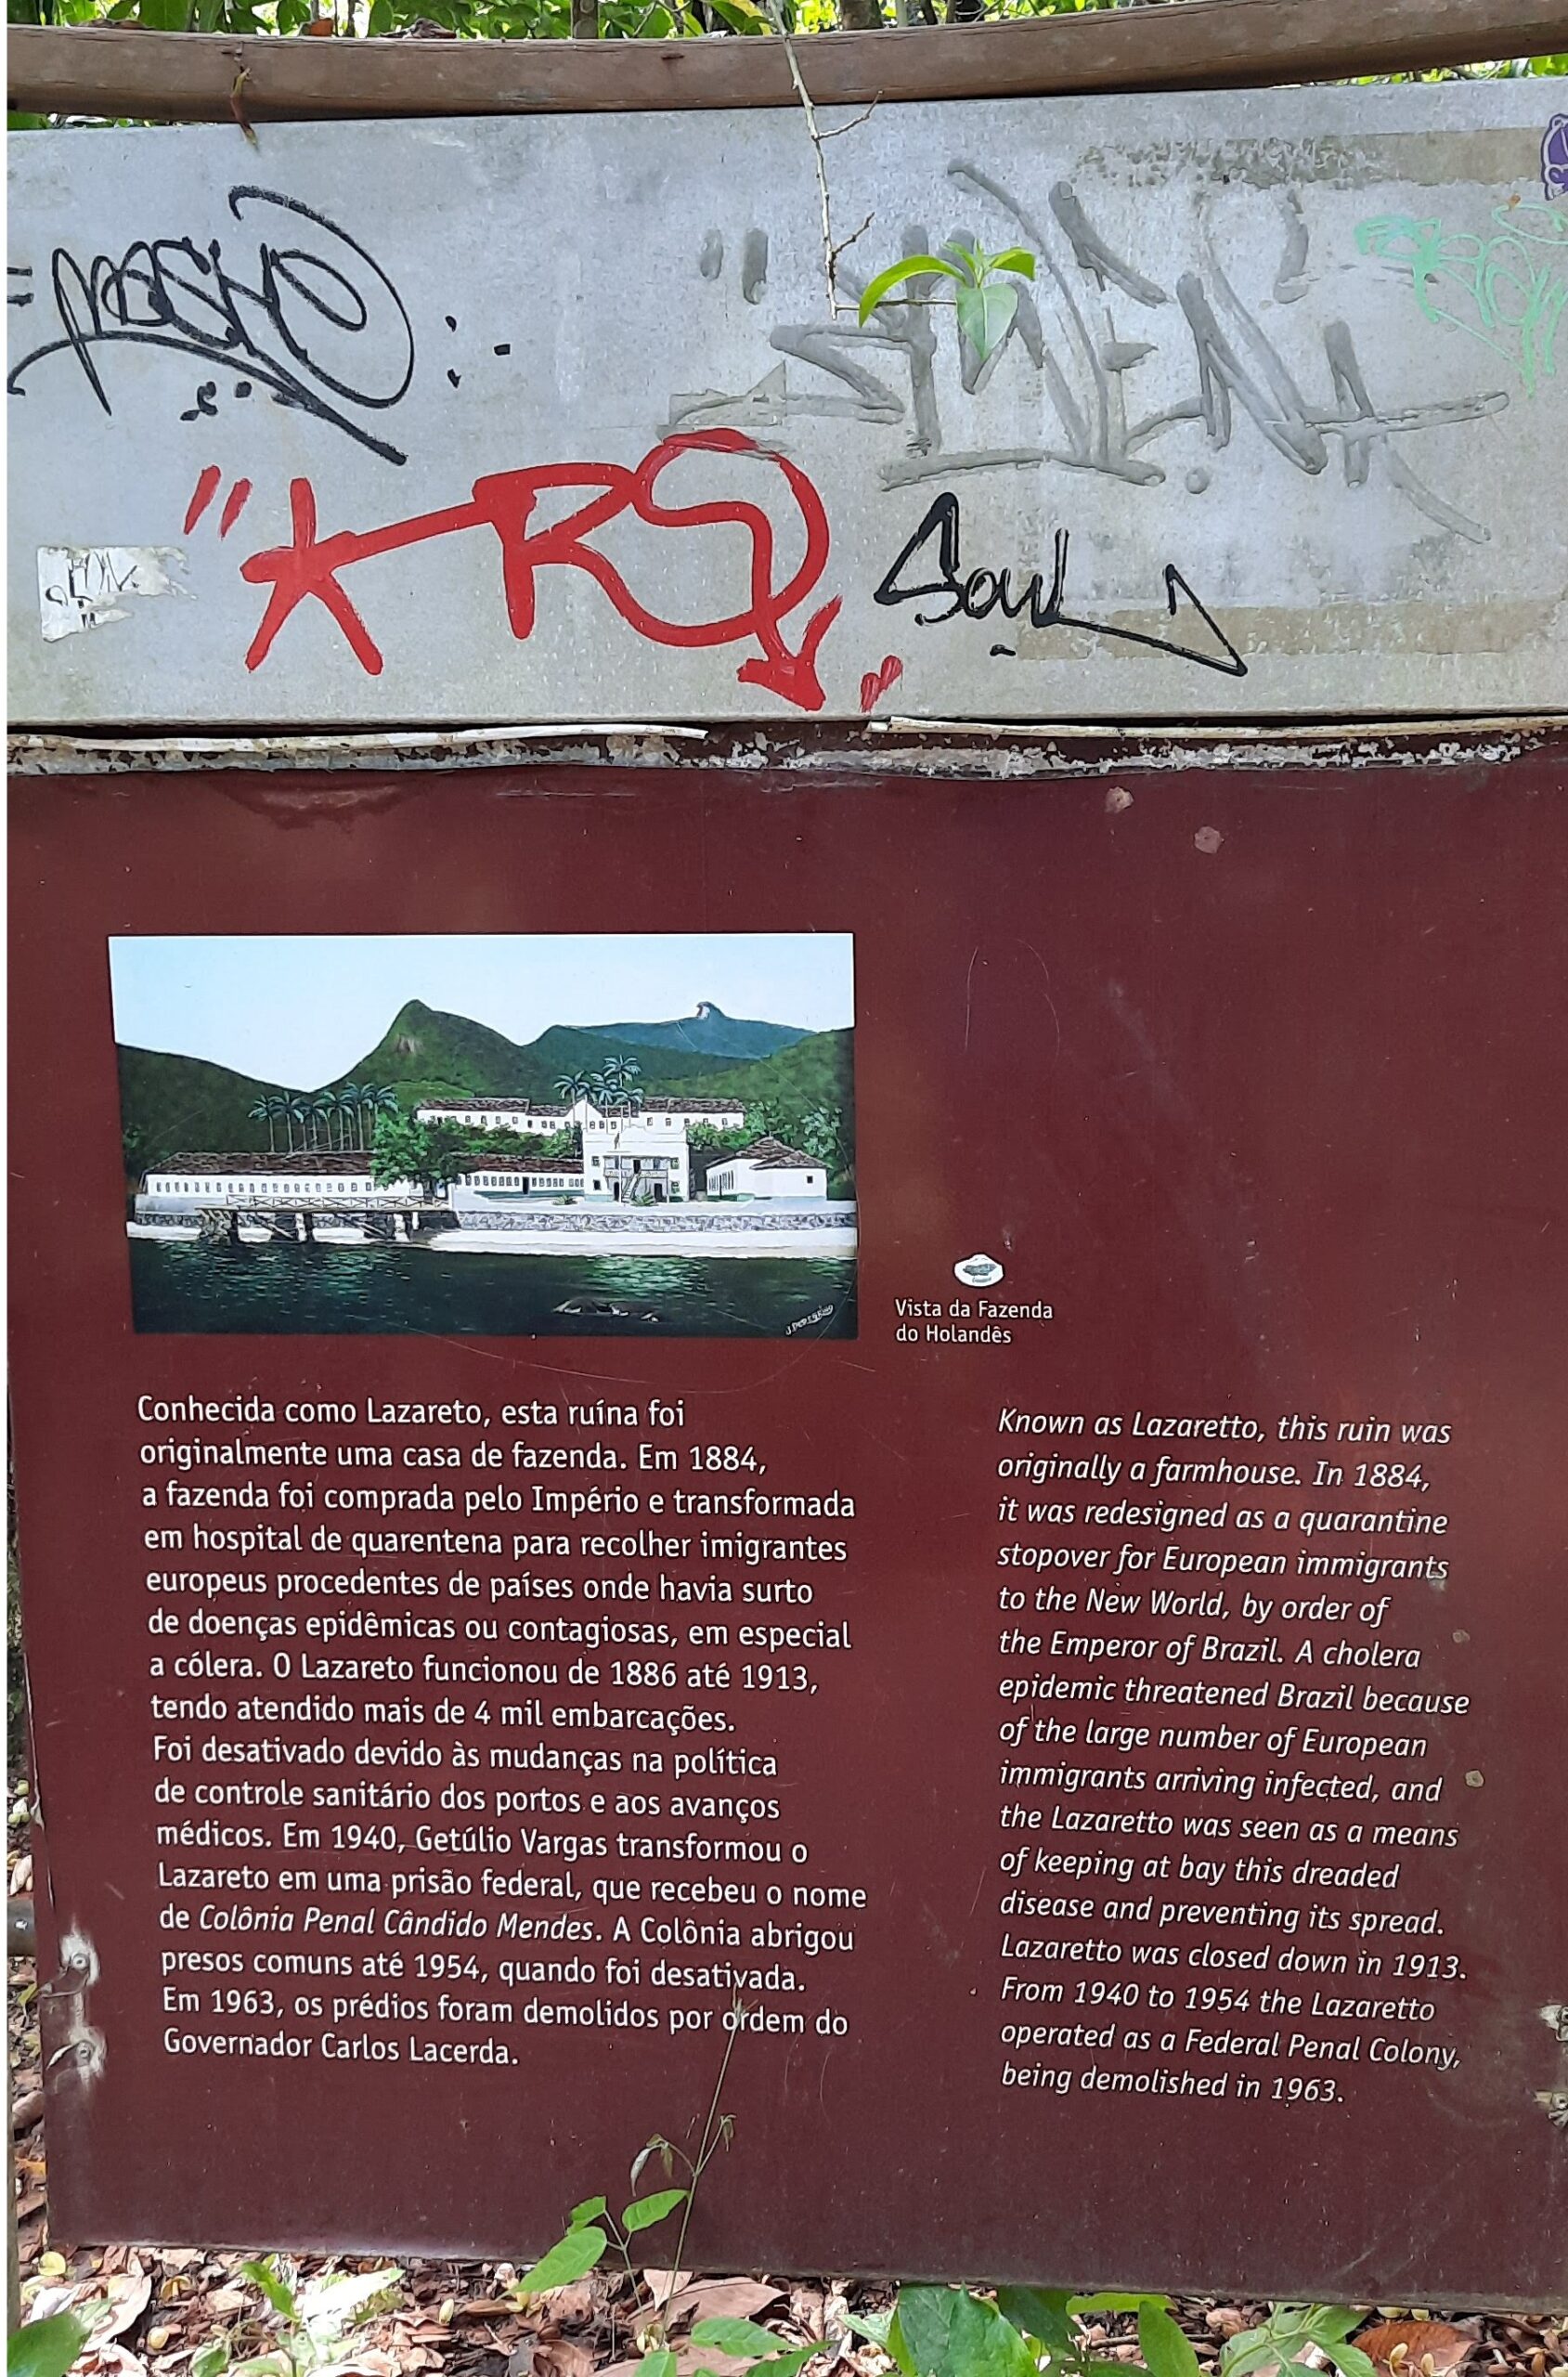 Soul
J. Peregrino
Vista da Fazenda
do Holandês
Conhecida como Lazareto, esta ruína foi
originalmente uma casa de fazenda. Em 1884,
a fazenda foi comprada pelo Império e transformada
em hospital de quarentena para recolher imigrantes
europeus procedentes de países onde havia surto
de doenças epidêmicas ou contagiosas, em especial
a cólera. O Lazareto funcionou de 1886 até 1913,
tendo atendido mais de 4 mil embarcações.
Foi desativado devido às mudanças na política
de controle sanitário dos portos e aos avanços
médicos. Em 1940, Getúlio Vargas transformou o
Lazareto em uma prisão federal, que recebeu o nome
de Colônia Penal Cândido Mendes. A Colônia abrigou
presos comuns até 1954, quando foi desativada.
Em 1963, os prédios foram demolidos por ordem do
Governador Carlos Lacerda.
Known as Lazaretto, this ruin was
originally a farmhouse. In 1884,
it was redesigned as a quarantine
stopover for European immigrants
to the New World, by order of
the Emperor of Brazil. A cholera
epidemic threatened Brazil because
of the large number of European
immigrants arriving infected, and
the Lazaretto was seen as a means
of keeping at bay this dreaded
disease and preventing its spread.
Lazaretto was closed down in 1913.
From 1940 to 1954 the Lazaretto
operated as a Federal Penal Colony,
being demolished in 1963.